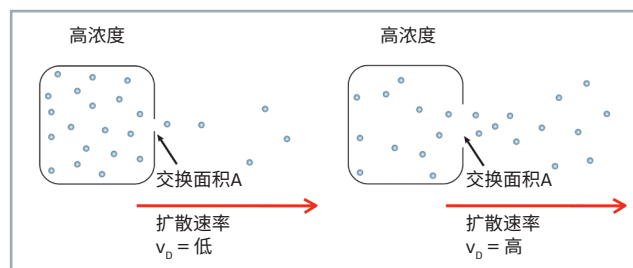 高浓度
交换面积A
扩散速率
v_D = 低
高浓度
交换面积A
扩散速率
v_D = 高